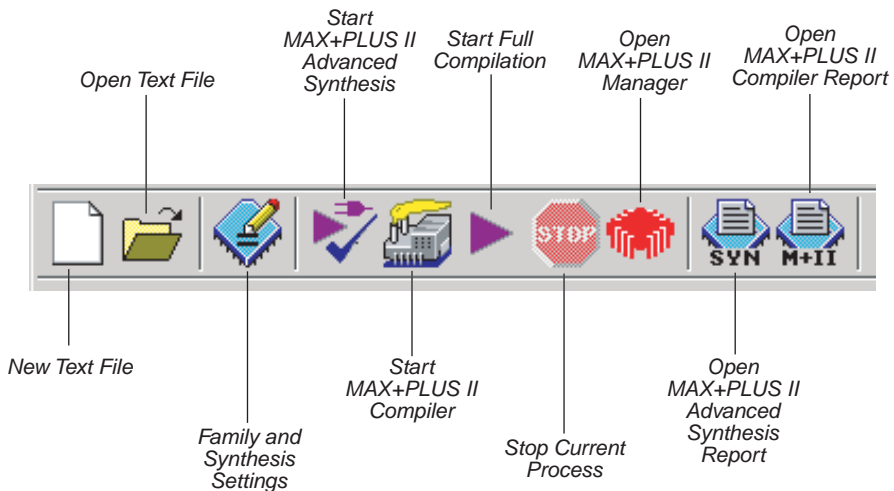 Start
MAX+PLUS II
Advanced
Synthesis
Start Full
Compilation
Open
MAX+PLUS II
Manager
Open
MAX+PLUS II
Compiler Report
Open Text File
STOP
SYN
M+II
New Text File
Family and
Synthesis
Settings
Start
MAX+PLUS II
Compiler
Stop Current
Process
Open
MAX+PLUS II
Advanced
Synthesis
Report